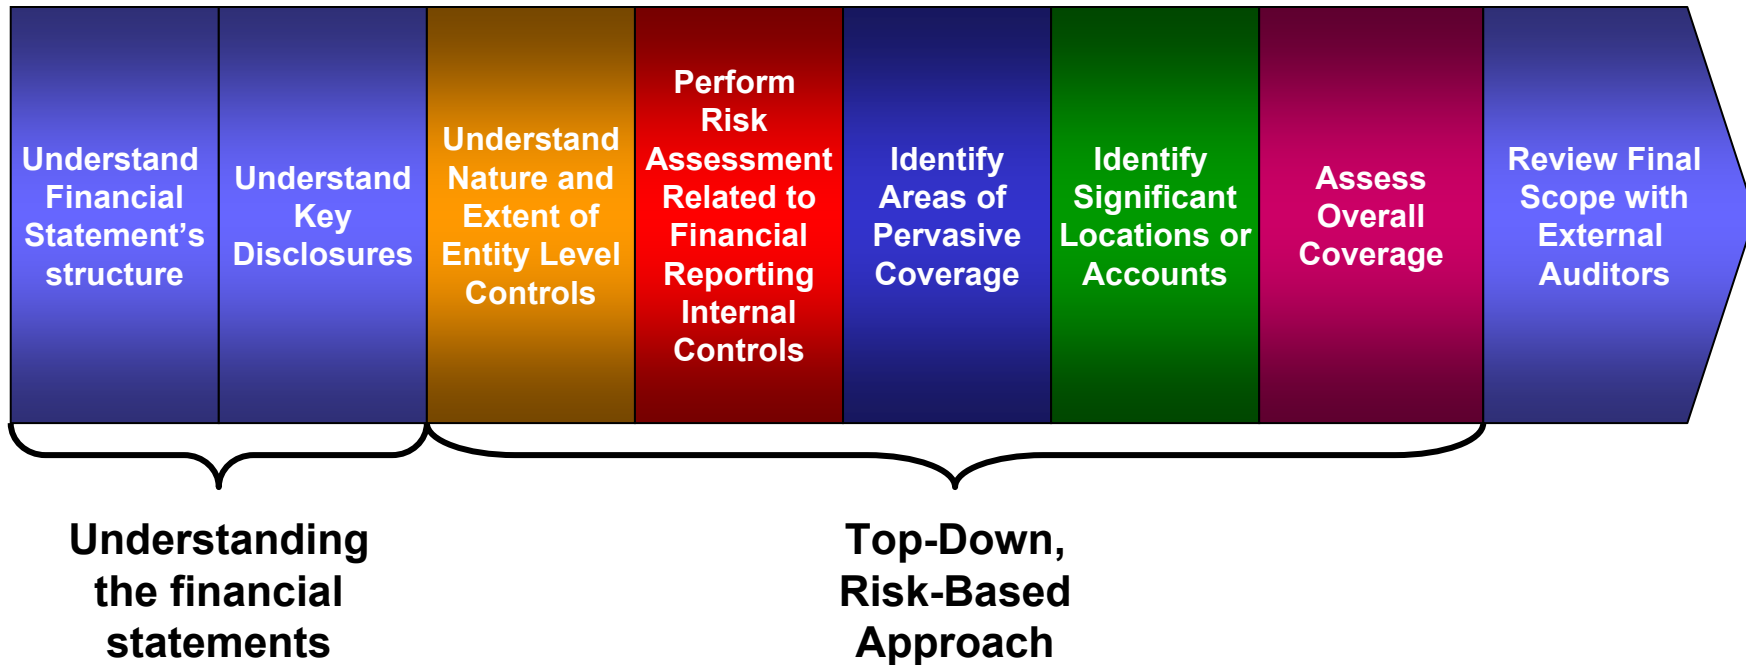 Understand
Financial
Statement’s
structure
Understand
Key
Disclosures
Understand
Nature and
Extent of
Entity Level
Controls
Perform
Risk
Assessment
Related to
Financial
Reporting
Internal
Controls
Identify
Areas of
Pervasive
Coverage
Identify
Significant
Locations or
Accounts
Assess
Overall
Coverage
Review Final
Scope with
External
Auditors
Understanding
the financial
statements
Top-Down,
Risk-Based
Approach